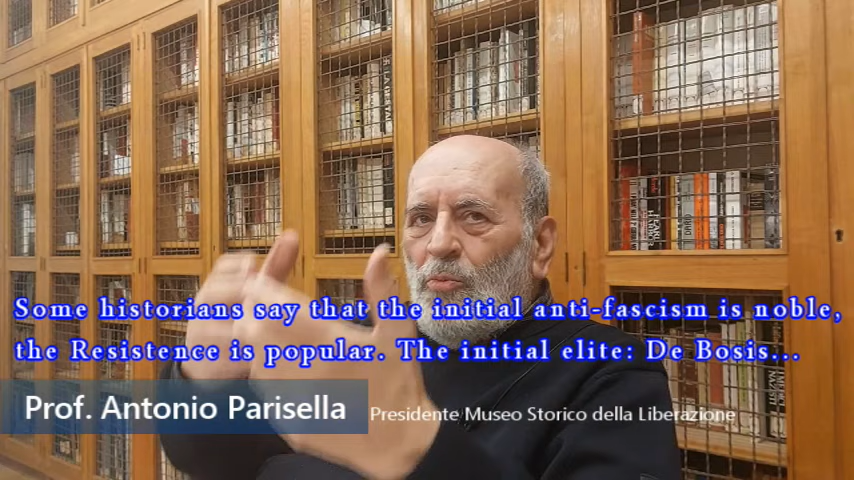 Some historians say that the initial anti-fascism is noble,
the Resistence is popular. The initial elite: De Bosis...
Prof. Antonio Parisella
Presidente Museo Storico della Liberazione